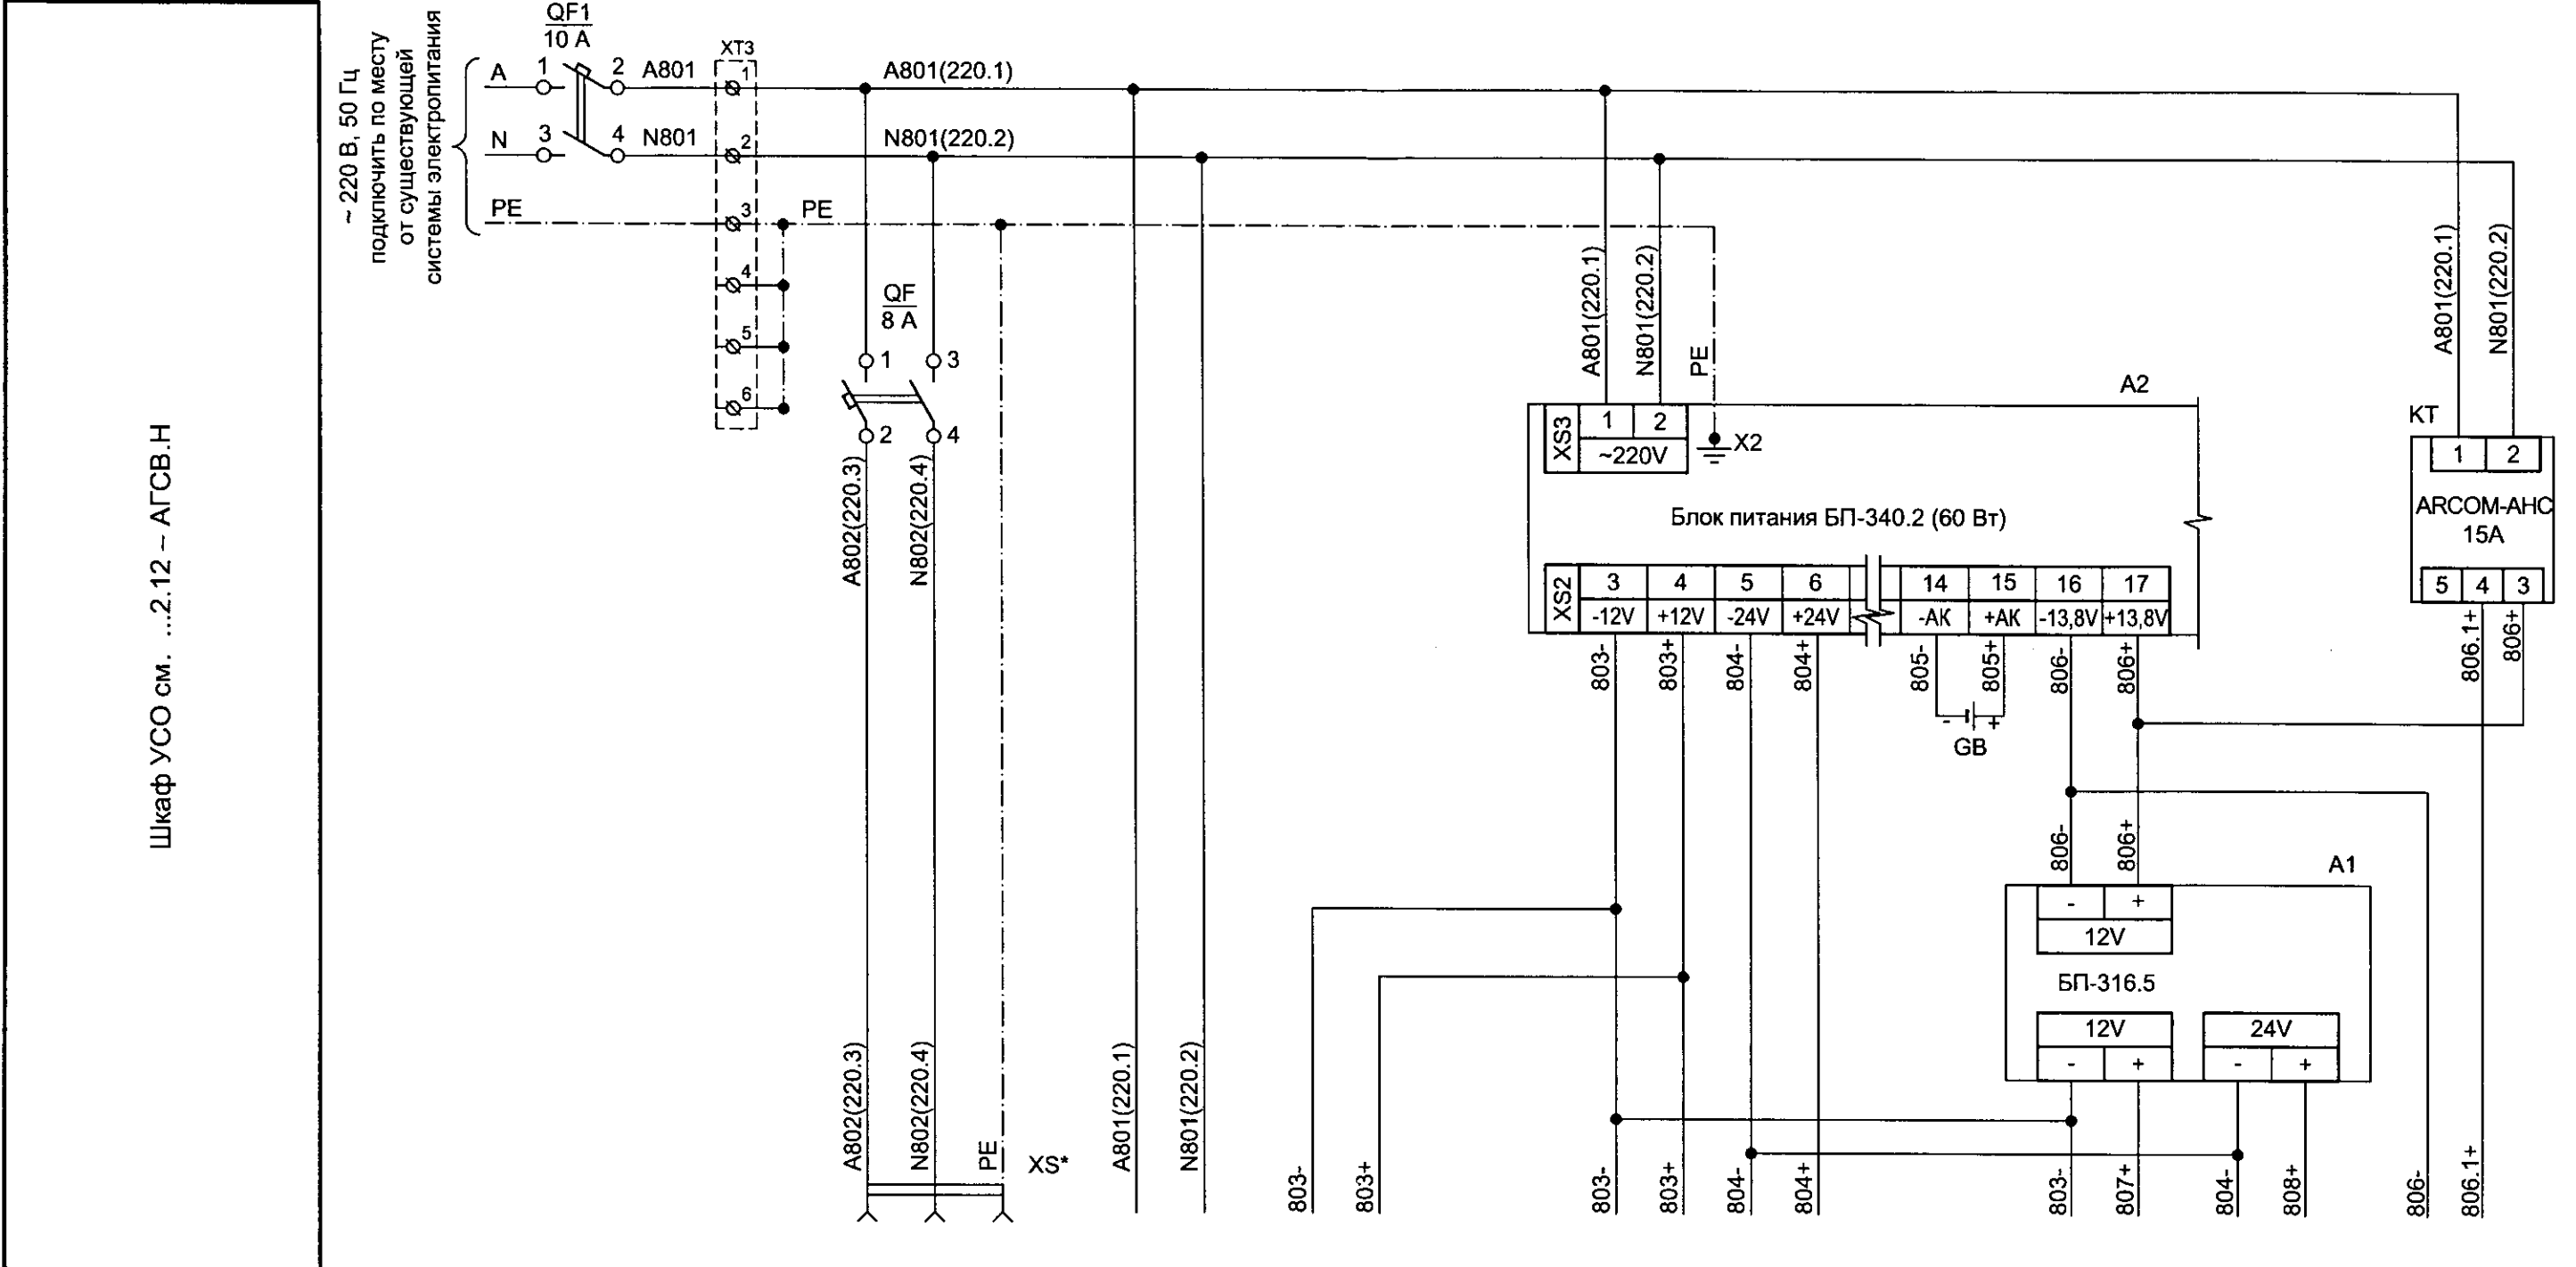 Шкаф УСО см. ...2.12 – АГСВ.Н
~ 220 В, 50 Гц
подключить по месту
от существующей
системы электропитания
QF1
10 A
A
1
2
A801
XT3
1
A801(220.1)
N
3
4
N801
2
N801(220.2)
PE
3
PE
4
5
6
QF
8 A
1
3
2
4
A802(220.3)
N802(220.4)
A802(220.3)
N802(220.4)
PE
XS*
A801(220.1)
N801(220.2)
A801(220.1)
N801(220.2)
PE
A2
XS3
1
2
~220V
X2
Блок питания БП-340.2 (60 Вт)
XS2
3
4
5
6
14
15
16
17
-12V
+12V
-24V
+24V
-АК
+АК
-13,8V
+13,8V
803-
803+
804-
804+
805-
805+
806-
806+
-
+
GB
A801(220.1)
N801(220.2)
KT
1
2
ARCOM-AHC
15A
5
4
3
806.1+
806+
806-
806+
A1
-
+
12V
БП-316.5
12V
24V
-
+
-
+
803-
803+
803-
803+
804-
804+
803-
807+
804-
808+
806-
806.1+